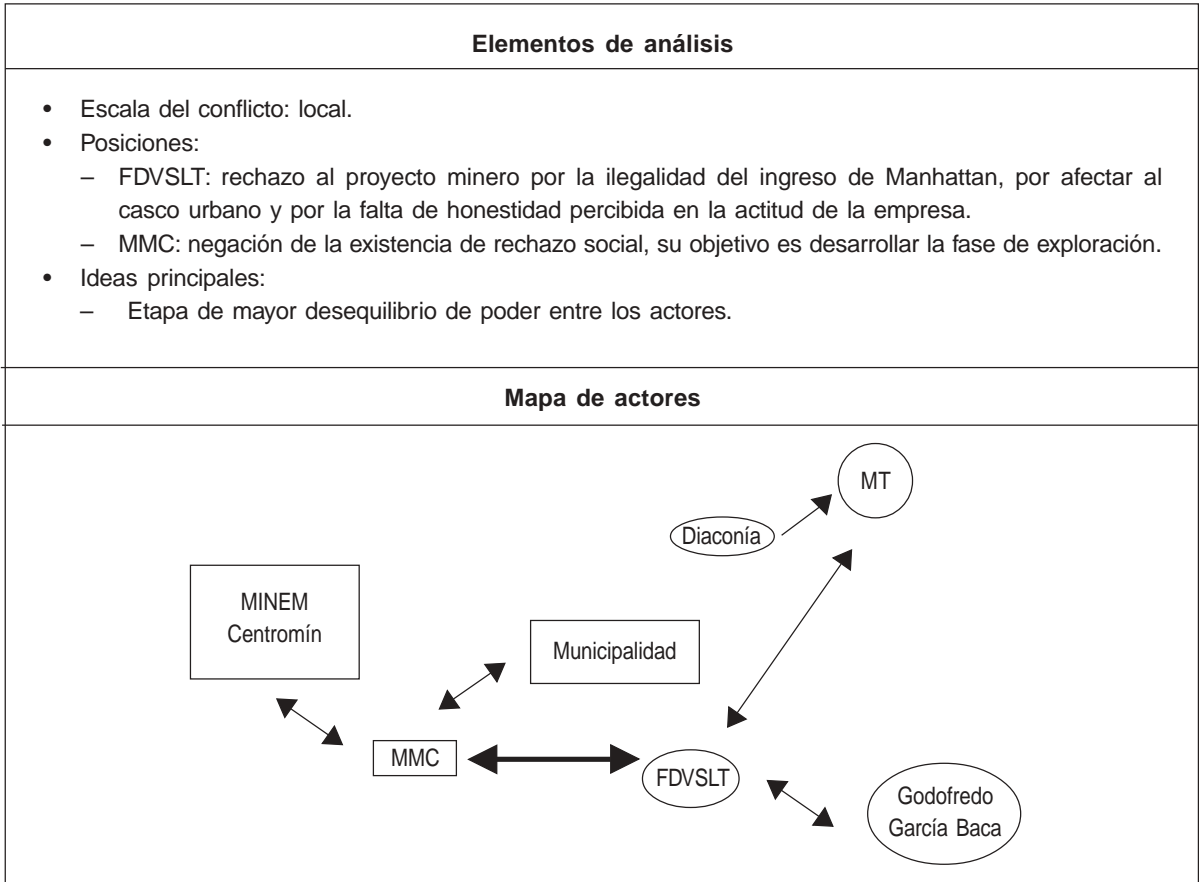 Elementos de análisis
• Escala del conflicto: local.
• Posiciones:
– FDVSLT: rechazo al proyecto minero por la ilegalidad del ingreso de Manhattan, por afectar al
casco urbano y por la falta de honestidad percibida en la actitud de la empresa.
– MMC: negación de la existencia de rechazo social, su objetivo es desarrollar la fase de exploración.
• Ideas principales:
– Etapa de mayor desequilibrio de poder entre los actores.
Mapa de actores
MT
Diaconía
MINEM
Centromín
Municipalidad
MMC
FDVSLT
Godofredo
García Baca